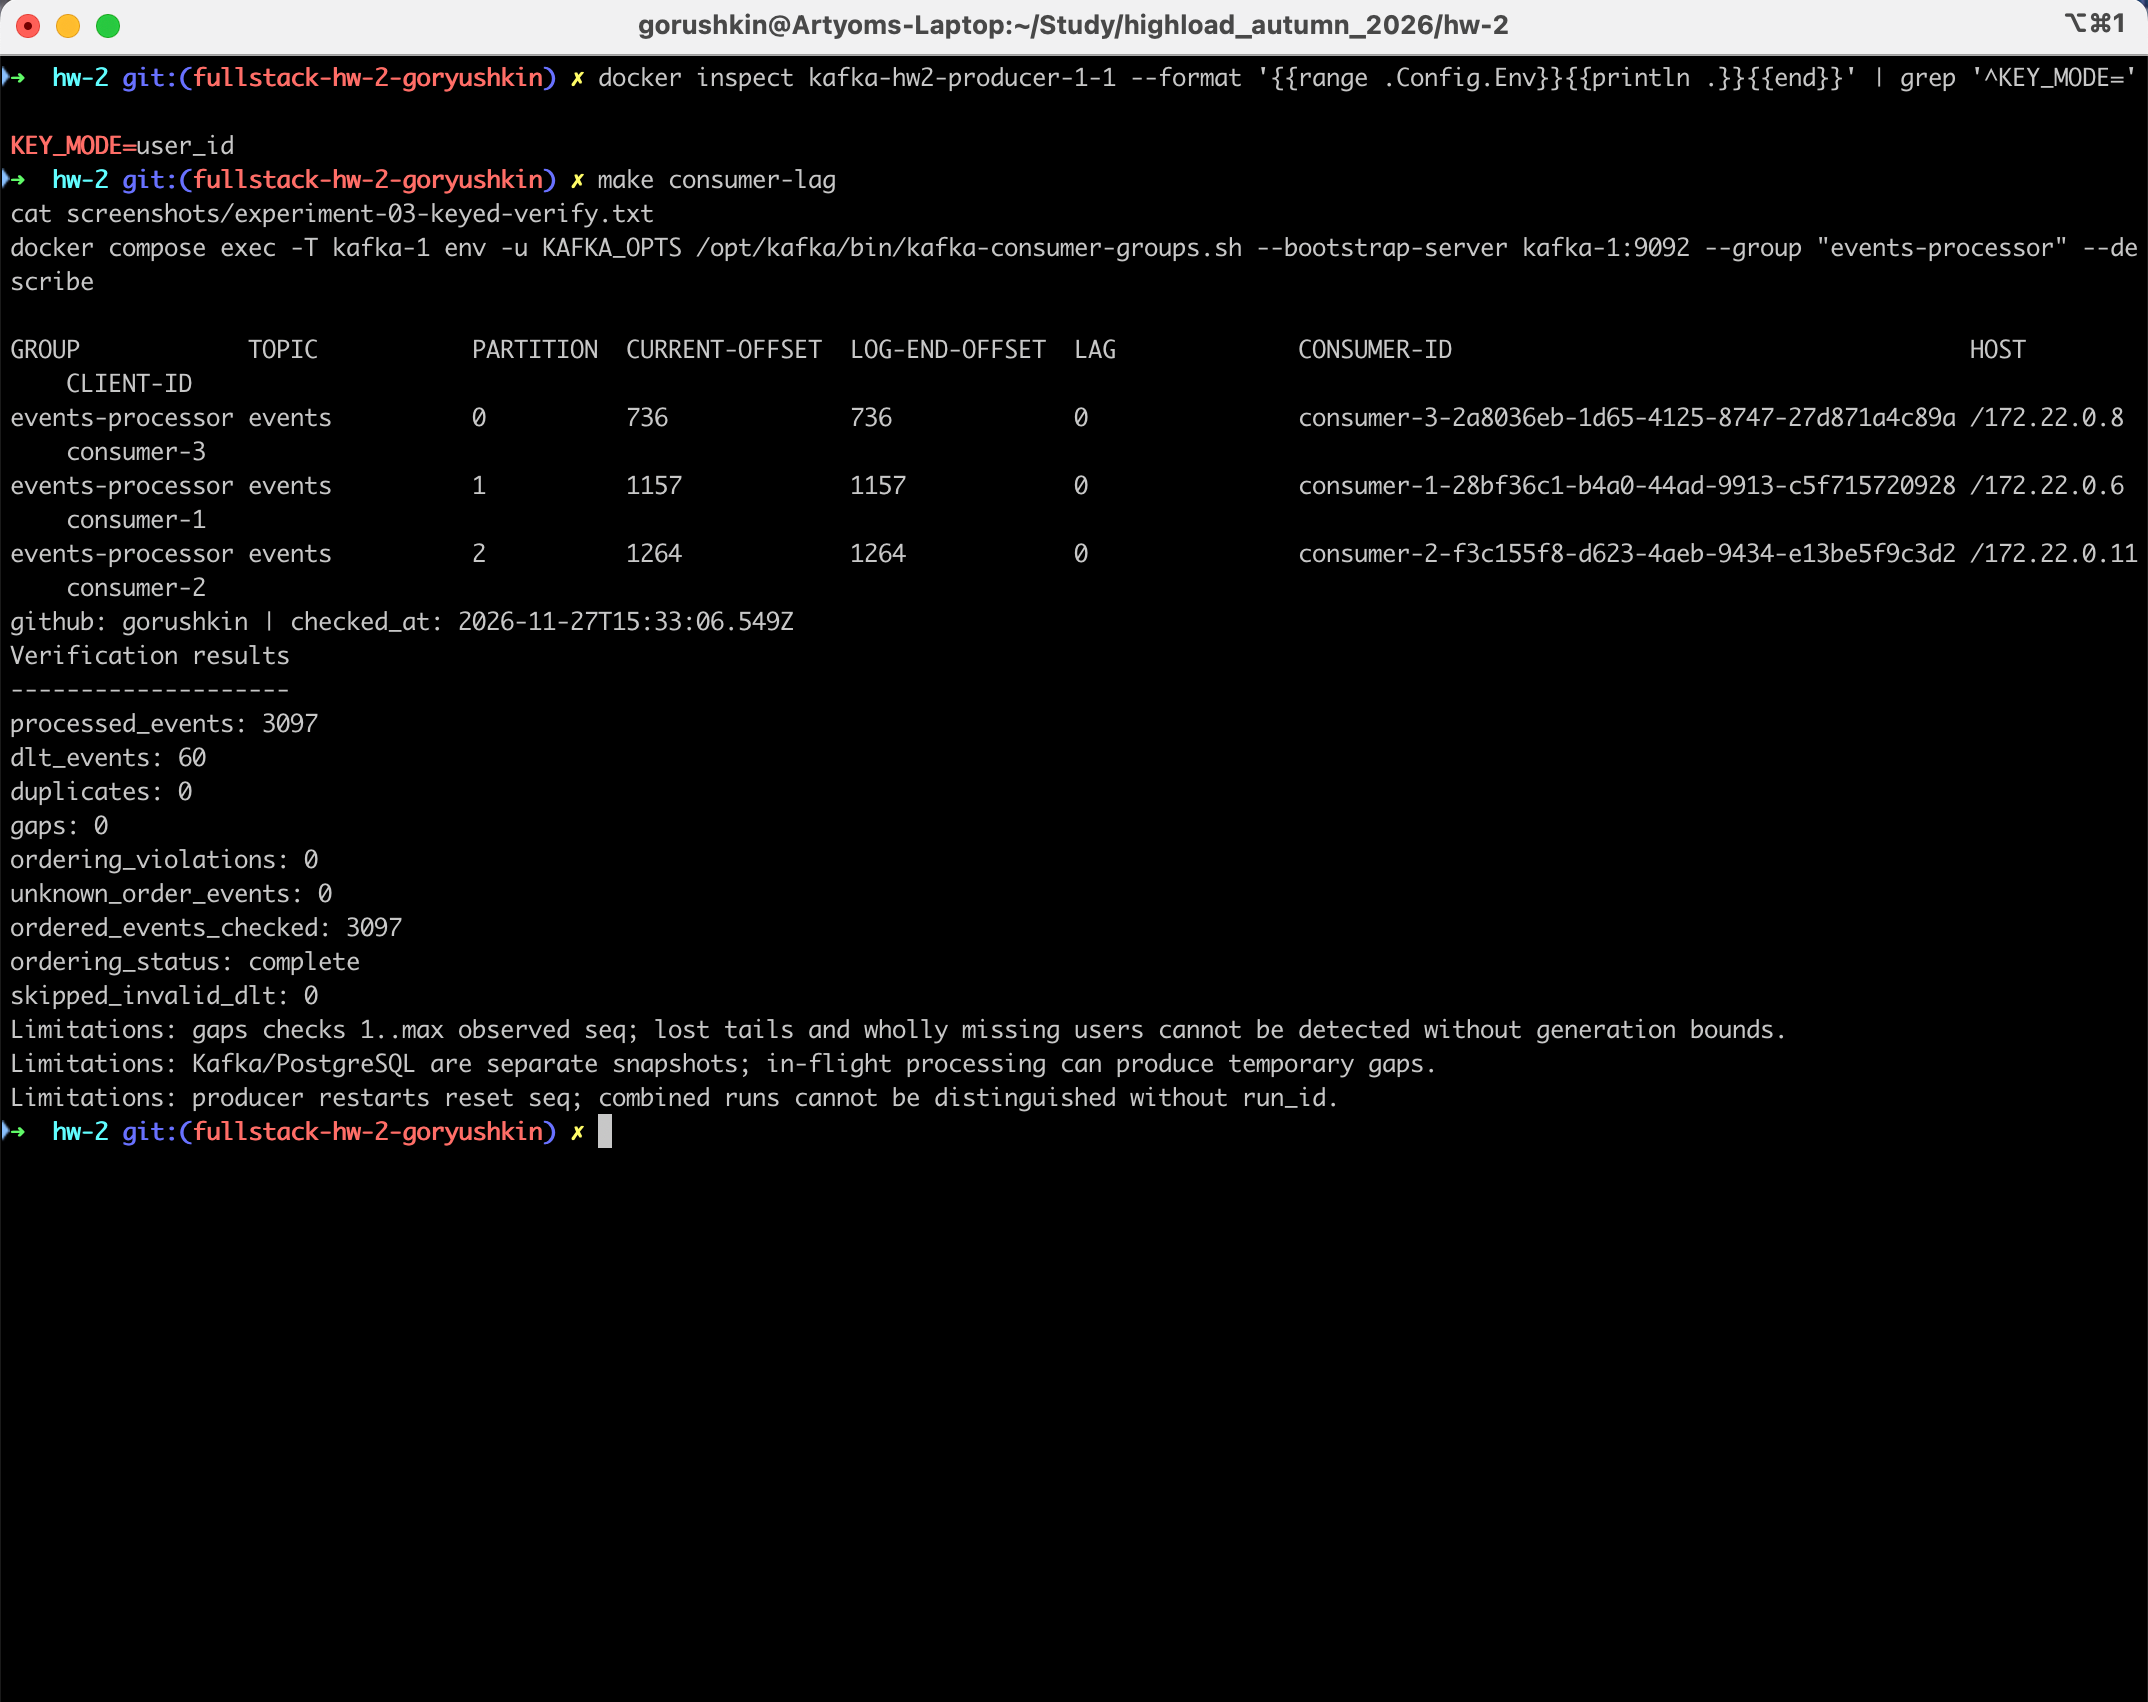 gorushkin@Artyoms-Laptop:~/Study/highload_autumn_2026/hw-2
⌥⌘1
➜  hw-2 git:(fullstack-hw-2-goryushkin) ✗ docker inspect kafka-hw2-producer-1-1 --format '{{range .Config.Env}}{{println .}}{{end}}' | grep '^KEY_MODE='
KEY_MODE=user_id
➜  hw-2 git:(fullstack-hw-2-goryushkin) ✗ make consumer-lag
cat screenshots/experiment-03-keyed-verify.txt
docker compose exec -T kafka-1 env -u KAFKA_OPTS /opt/kafka/bin/kafka-consumer-groups.sh --bootstrap-server kafka-1:9092 --group "events-processor" --de
scribe
GROUP            TOPIC           PARTITION  CURRENT-OFFSET  LOG-END-OFFSET  LAG             CONSUMER-ID                                     HOST
    CLIENT-ID
events-processor events          0          736             736             0               consumer-3-2a8036eb-1d65-4125-8747-27d871a4c89a /172.22.0.8
    consumer-3
events-processor events          1          1157            1157            0               consumer-1-28bf36c1-b4a0-44ad-9913-c5f715720928 /172.22.0.6
    consumer-1
events-processor events          2          1264            1264            0               consumer-2-f3c155f8-d623-4aeb-9434-e13be5f9c3d2 /172.22.0.11
    consumer-2
github: gorushkin | checked_at: 2026-11-27T15:33:06.549Z
Verification results
--------------------
processed_events: 3097
dlt_events: 60
duplicates: 0
gaps: 0
ordering_violations: 0
unknown_order_events: 0
ordered_events_checked: 3097
ordering_status: complete
skipped_invalid_dlt: 0
Limitations: gaps checks 1..max observed seq; lost tails and wholly missing users cannot be detected without generation bounds.
Limitations: Kafka/PostgreSQL are separate snapshots; in-flight processing can produce temporary gaps.
Limitations: producer restarts reset seq; combined runs cannot be distinguished without run_id.
➜  hw-2 git:(fullstack-hw-2-goryushkin) ✗